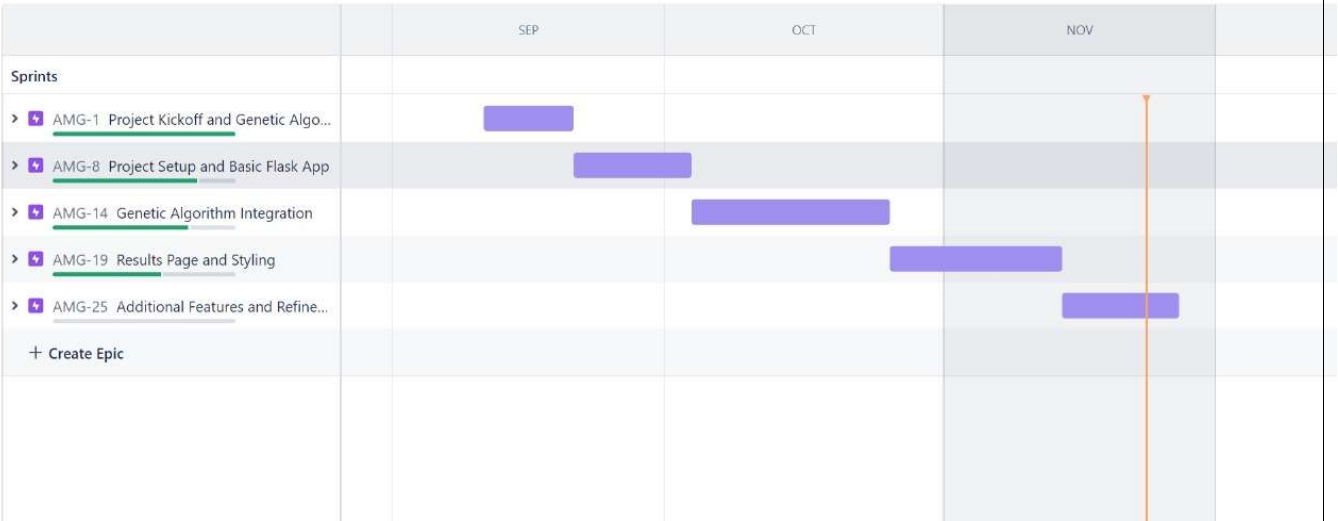 SEP OCT NOV
Sprints
AMG-1 Project Kickoff and Genetic Algo...
AMG-8 Project Setup and Basic Flask App
AMG-14 Genetic Algorithm Integration
AMG-19 Results Page and Styling
AMG-25 Additional Features and Refine...
+ Create Epic